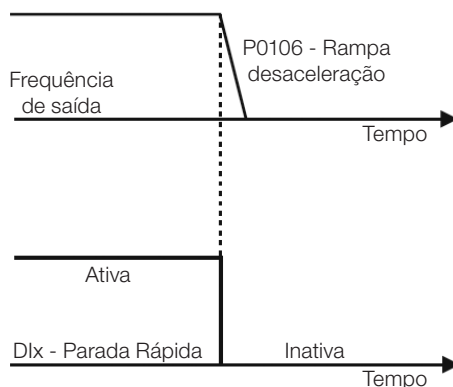 P0106 - Rampa
desaceleração
Frequência
de saída
Tempo
Ativa
DIx - Parada Rápida
Inativa
Tempo